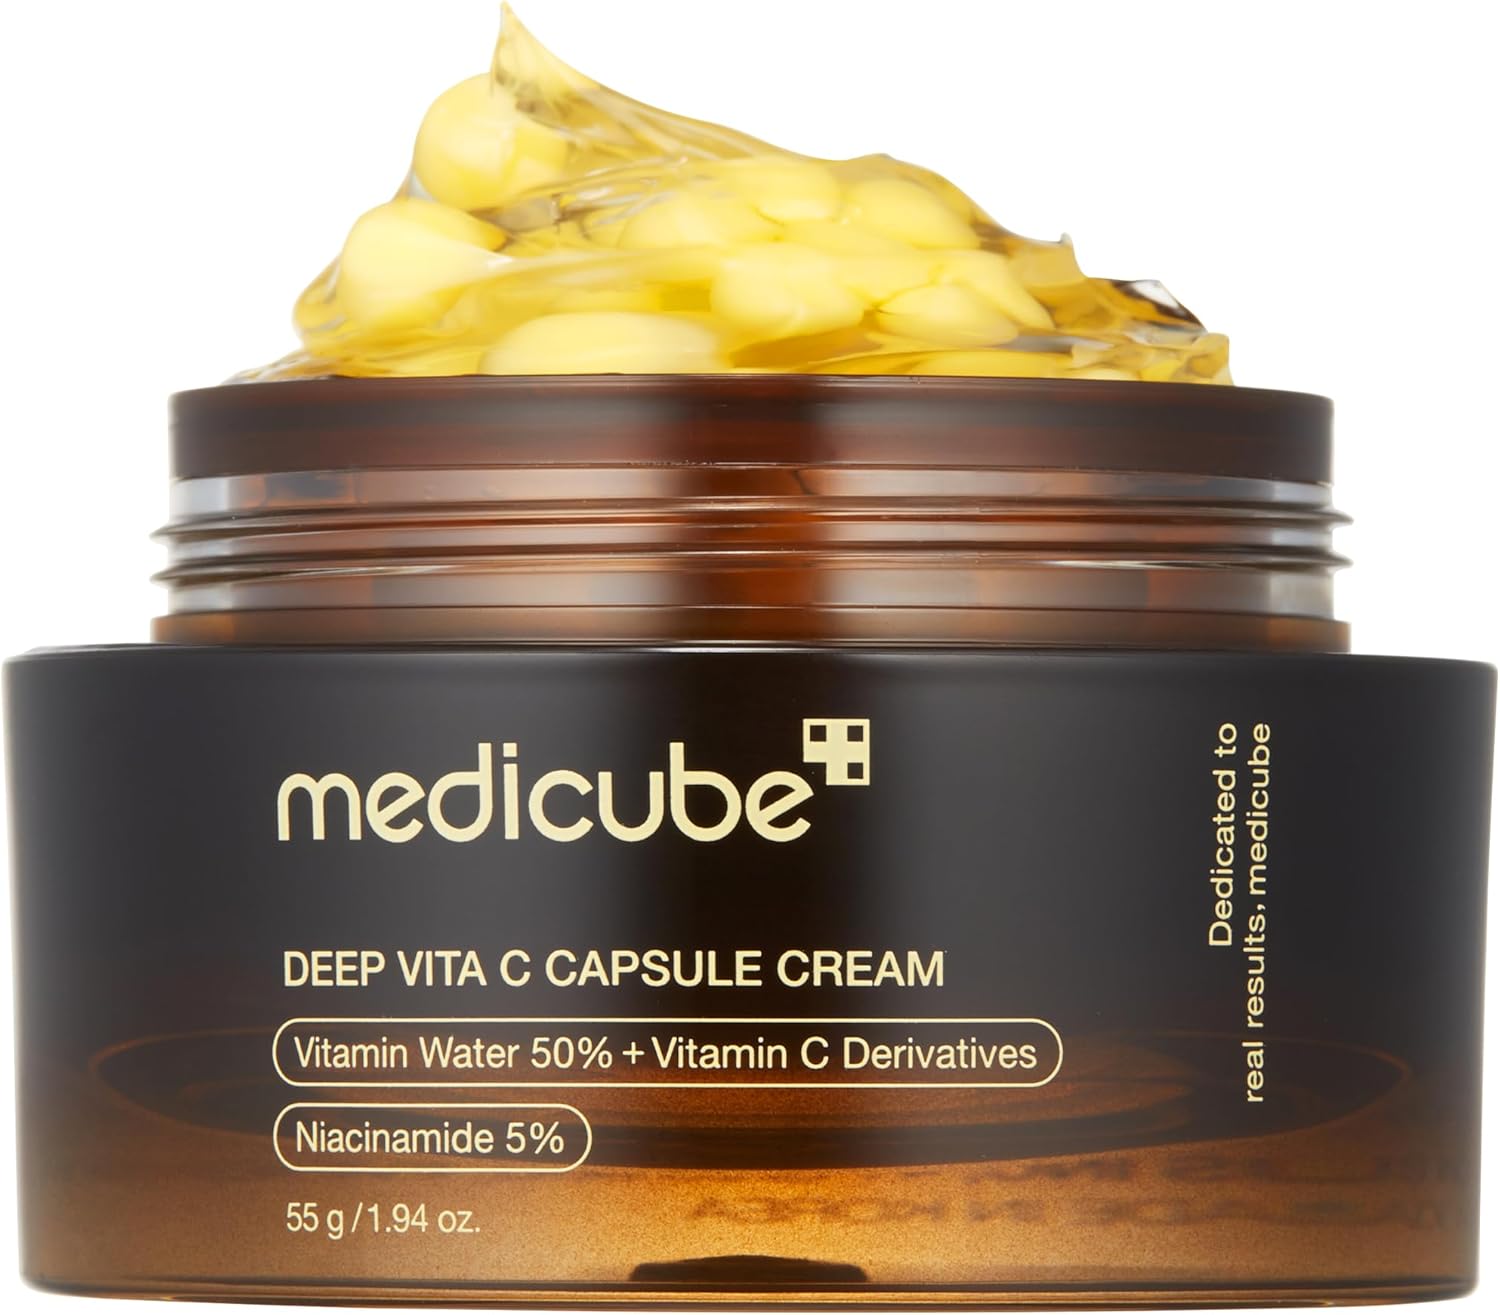 medicube
DEEP VITA C CAPSULE CREAM
Vitamin Water 50% + Vitamin C Derivatives
Niacinamide 5%
55 g / 1.94 oz.
Dedicated to
real results, medicube